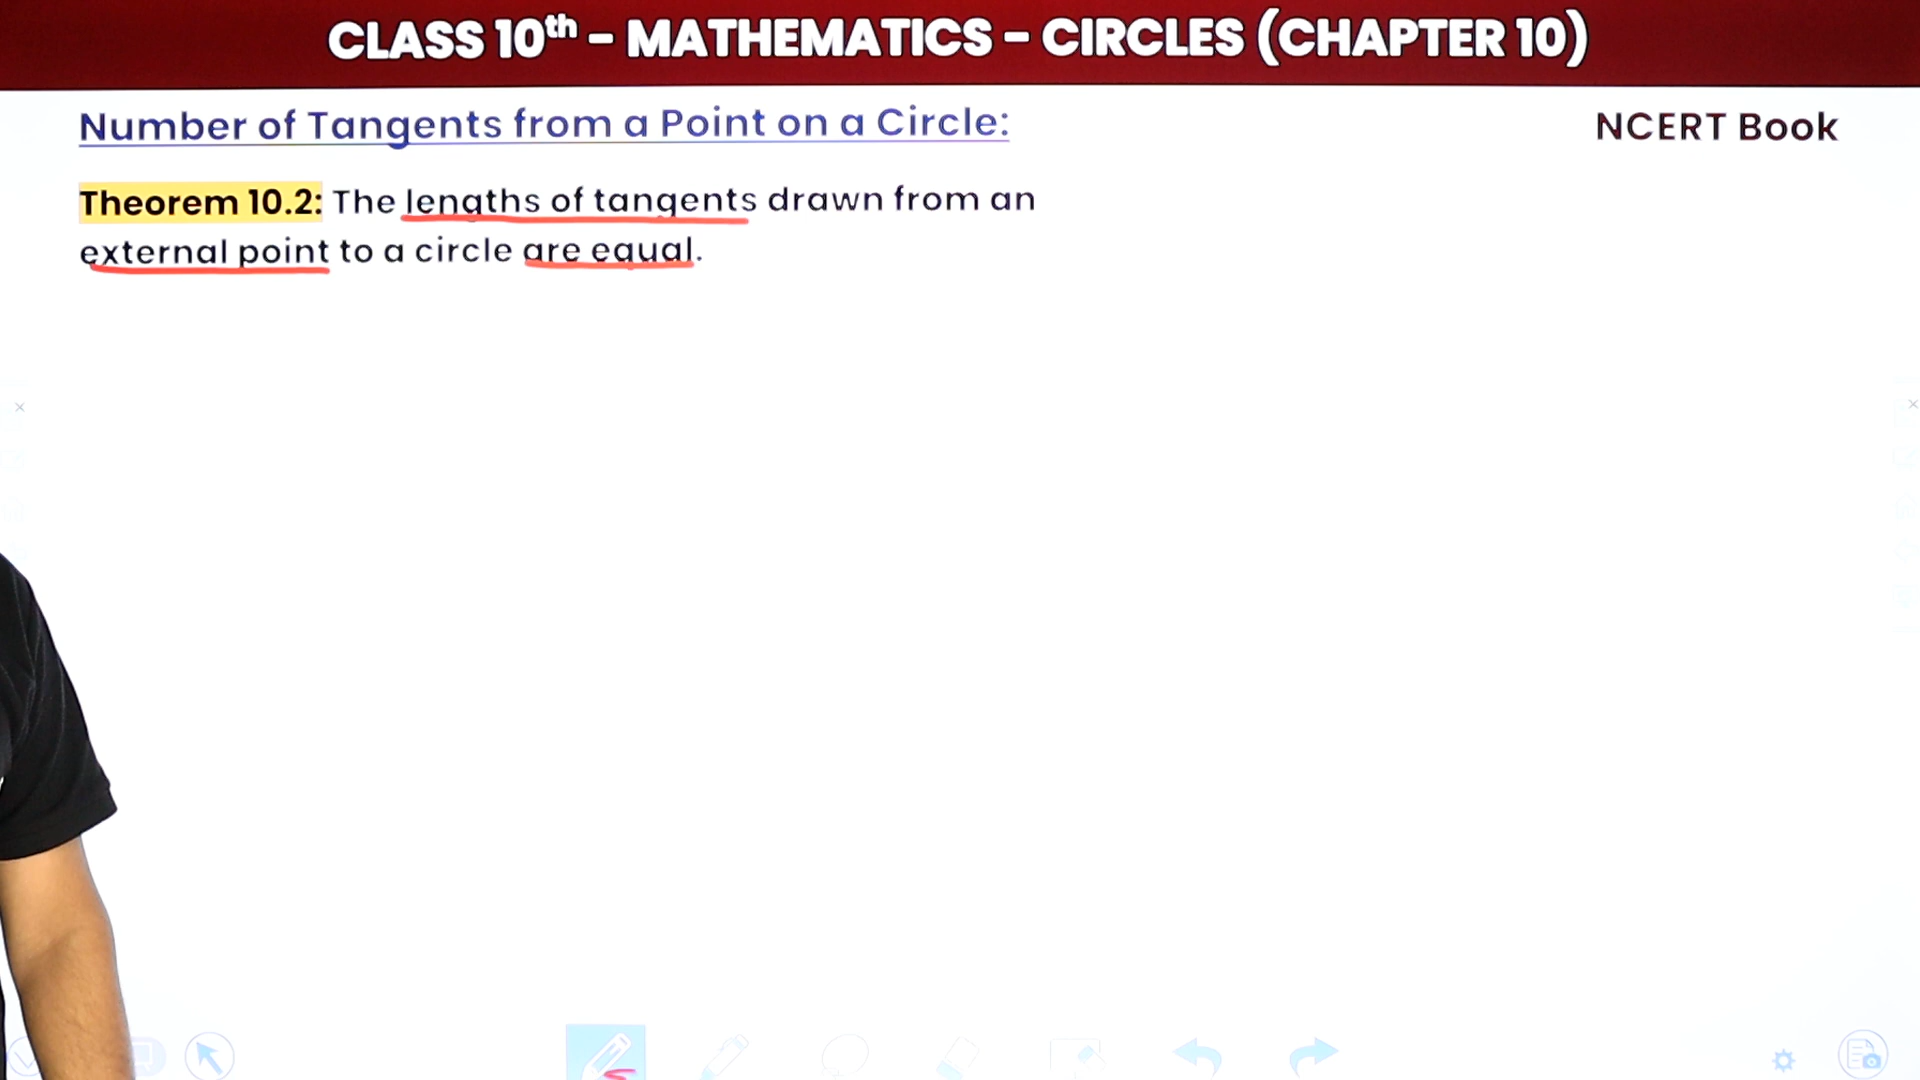 CLASS 10th - MATHEMATICS - CIRCLES (CHAPTER 10)
Number of Tangents from a Point on a Circle:
NCERT Book
Theorem 10.2: The lengths of tangents drawn from an
external point to a circle are equal.